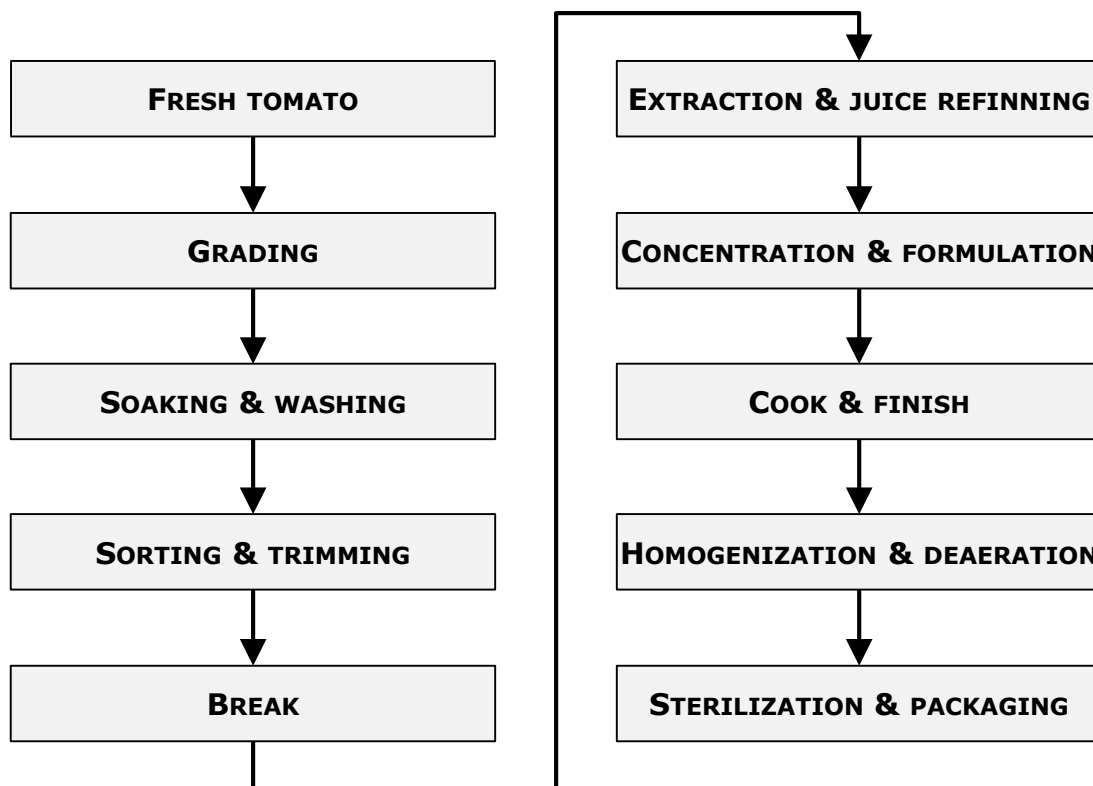 FRESH TOMATO
GRADING
SOAKING & WASHING
SORTING & TRIMMING
BREAK
EXTRACTION & JUICE REFINNING
CONCENTRATION & FORMULATION
COOK & FINISH
HOMOGENIZATION & DEAERATION
STERILIZATION & PACKAGING